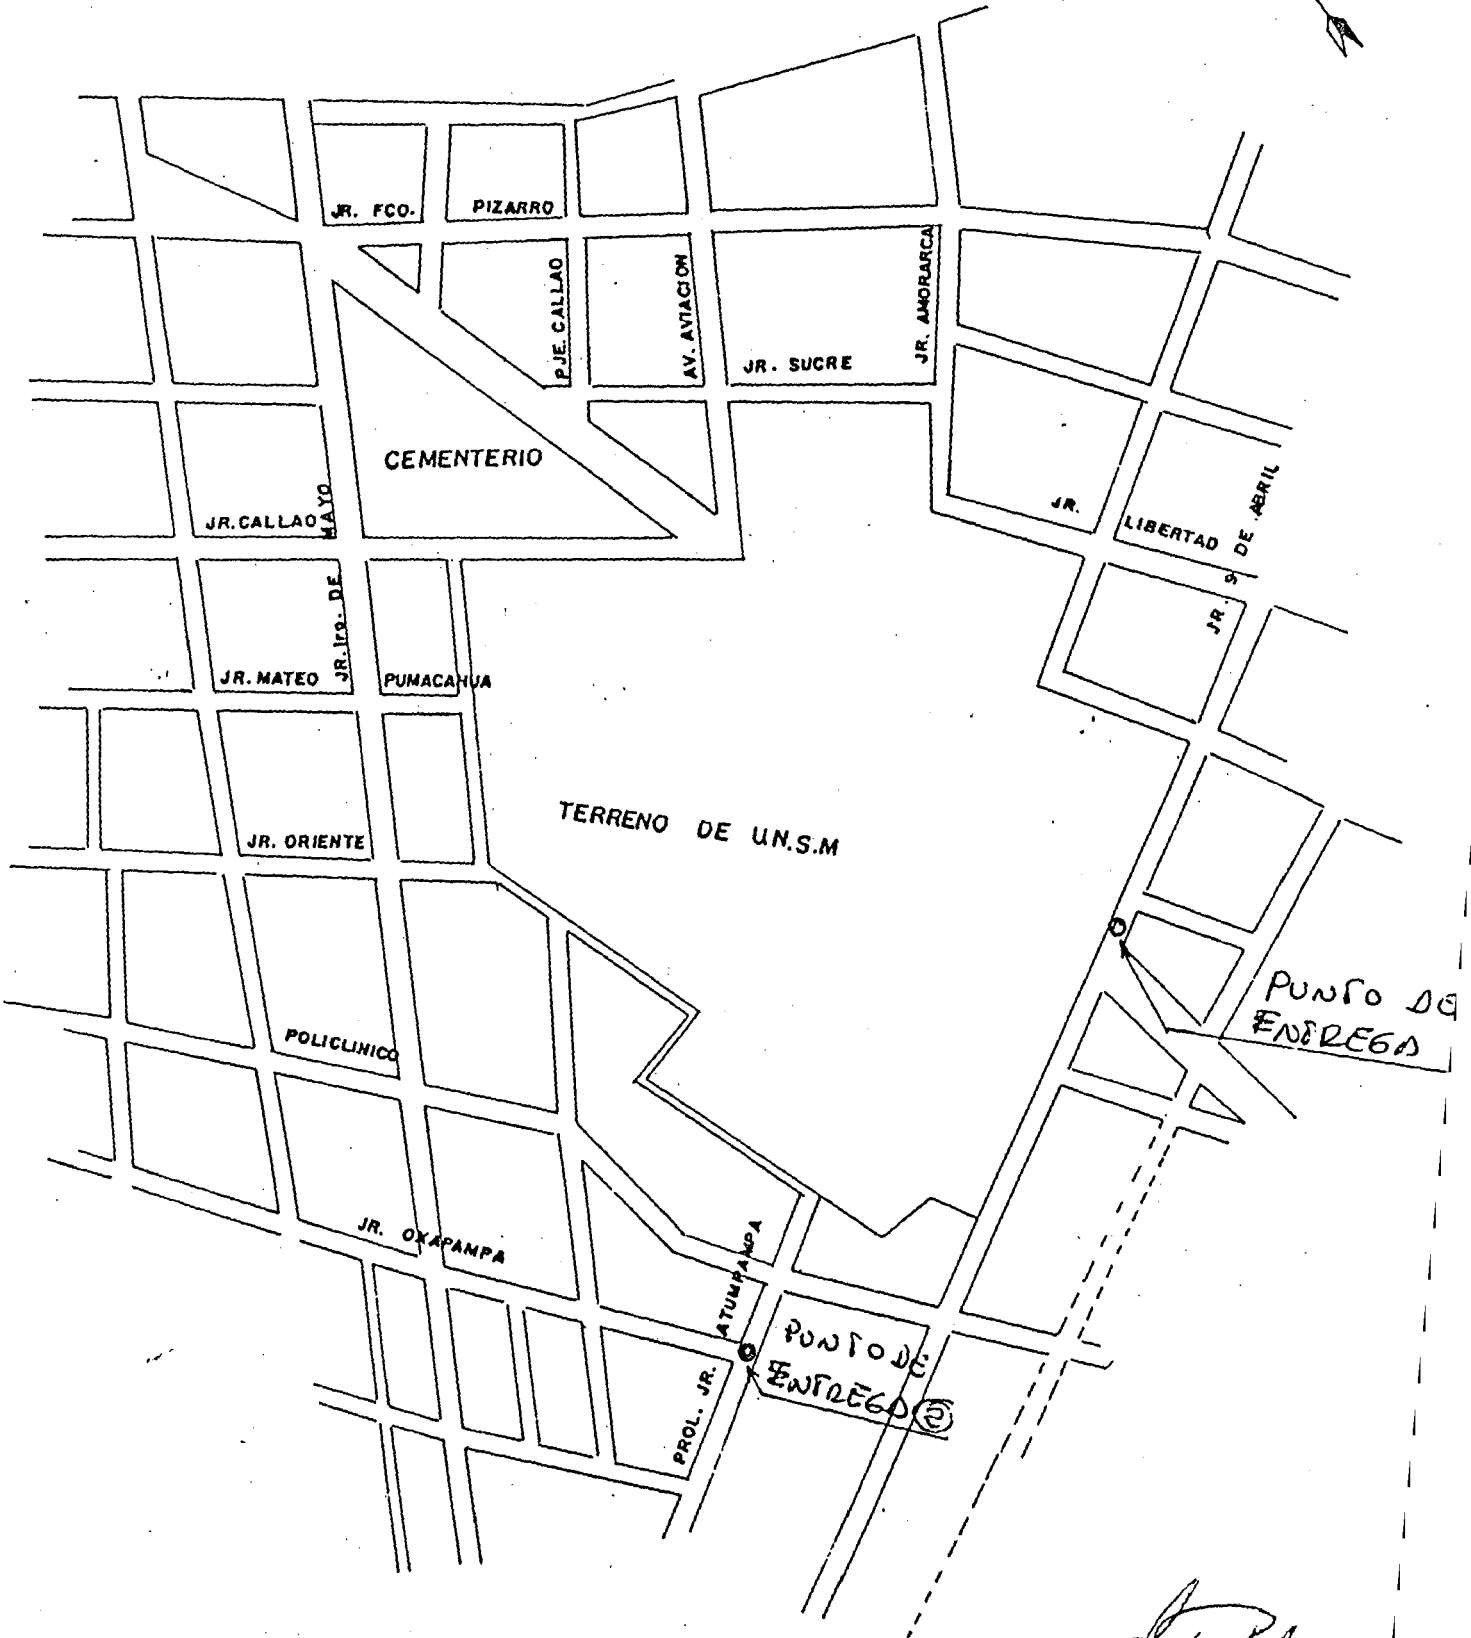 JR. FCO. PIZARRO
PJE. CALLAO
AV. AVIACION
JR. AMORARCA
JR. SUCRE
CEMENTERIO
JR. CALLAO
JR. 1ro. DE MAYO
JR. LIBERTAD
JR. 9 DE ABRIL
JR. MATEO PUMACAHUA
TERRENO DE U.N.S.M
JR. ORIENTE
PUNTO DE
ENTREGA
POLICLINICO
JR. OXAPAMPA
PROL. JR. ATUMPAMPA
PUNTO DE
ENTREGA 2